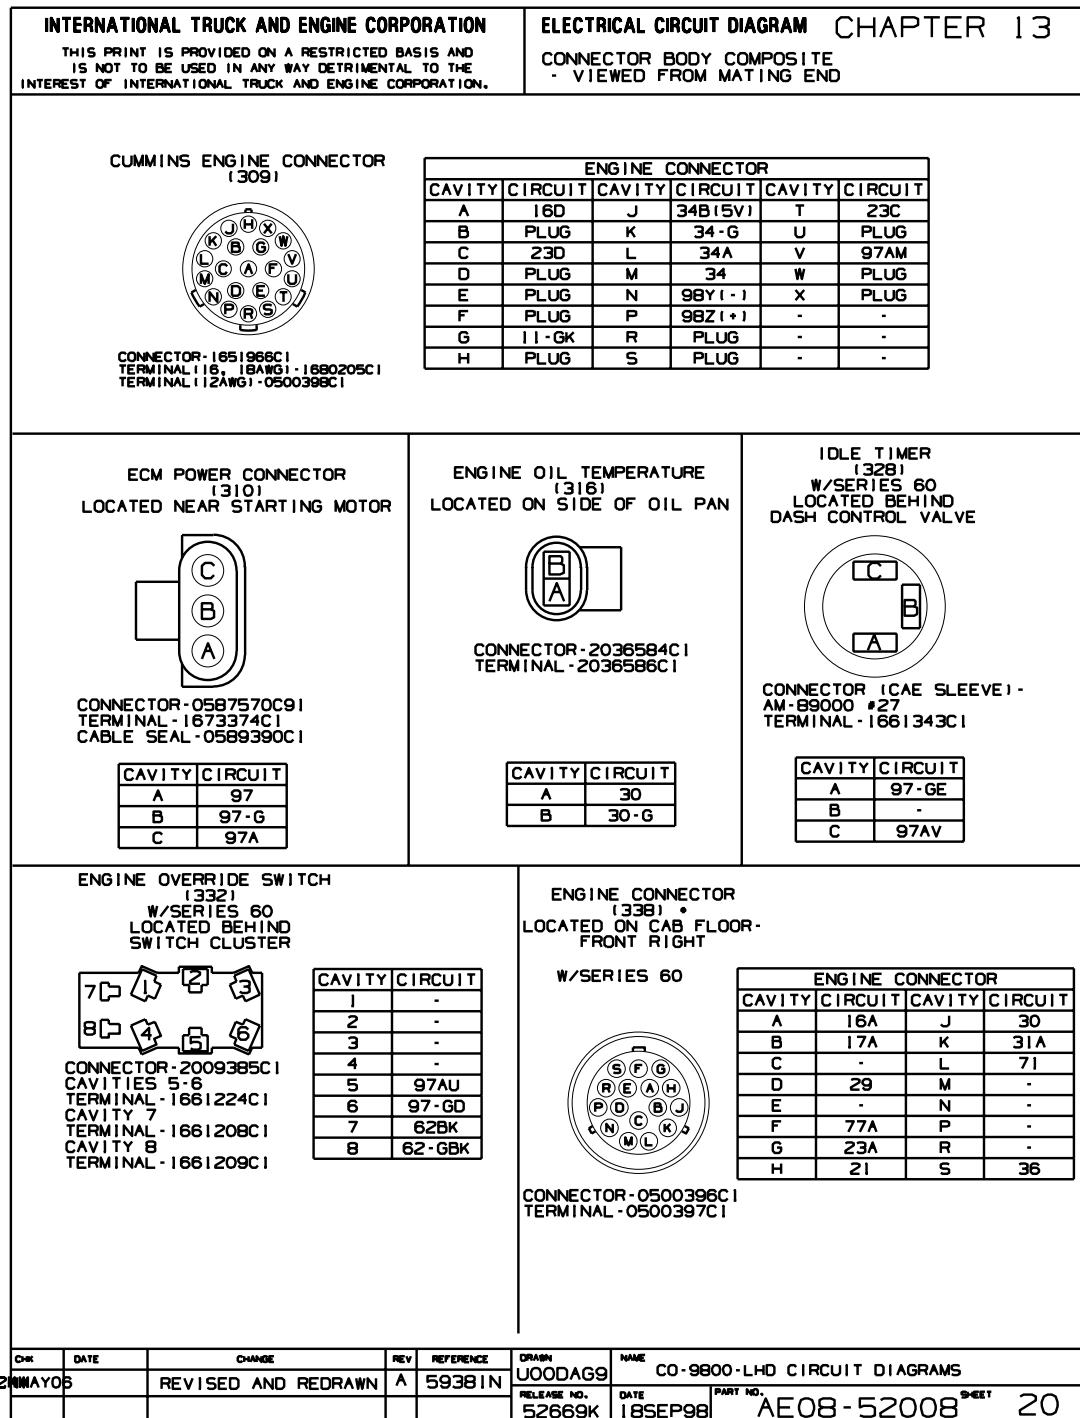 INTERNATIONAL TRUCK AND ENGINE CORPORATION
THIS PRINT IS PROVIDED ON A RESTRICTED BASIS AND
IS NOT TO BE USED IN ANY WAY DETRIMENTAL TO THE
INTEREST OF INTERNATIONAL TRUCK AND ENGINE CORPORATION.
ELECTRICAL CIRCUIT DIAGRAM CHAPTER 13
CONNECTOR BODY COMPOSITE
- VIEWED FROM MATING END
CUMMINS ENGINE CONNECTOR
(309)
J H X
K B G W
L C A F V
M D E U
N P R S T
CONNECTOR-1651966C1
TERMINAL(16, 18AWG)-1680205C1
TERMINAL(12AWG)-0500398C1
ENGINE CONNECTOR
CAVITY CIRCUIT CAVITY CIRCUIT CAVITY CIRCUIT
A 16D J 34B(5V) T 23C
B PLUG K 34-G U PLUG
C 23D L 34A V 97AM
D PLUG M 34 W PLUG
E PLUG N 98Y(-) X PLUG
F PLUG P 98Z(+) - -
G 11-GK R PLUG - -
H PLUG S PLUG - -
ECM POWER CONNECTOR
(310)
LOCATED NEAR STARTING MOTOR
C
B
A
CONNECTOR-0587570C91
TERMINAL-1673374C1
CABLE SEAL-0589390C1
CAVITY CIRCUIT
A 97
B 97-G
C 97A
ENGINE OIL TEMPERATURE
(316)
LOCATED ON SIDE OF OIL PAN
B
A
CONNECTOR-2036584C1
TERMINAL-2036586C1
CAVITY CIRCUIT
A 30
B 30-G
IDLE TIMER
(328)
W/SERIES 60
LOCATED BEHIND
DASH CONTROL VALVE
C
B
A
CONNECTOR (CAE SLEEVE)-
AM-89000 #27
TERMINAL-1661343C1
CAVITY CIRCUIT
A 97-GE
B -
C 97AV
ENGINE OVERRIDE SWITCH
(332)
W/SERIES 60
LOCATED BEHIND
SWITCH CLUSTER
7 1 2 3
8 4 5 6
CONNECTOR-2009385C1
CAVITIES 5-6
TERMINAL-1661224C1
CAVITY 7
TERMINAL-1661208C1
CAVITY 8
TERMINAL-1661209C1
CAVITY CIRCUIT
1 -
2 -
3 -
4 -
5 97AU
6 97-GD
7 62BK
8 62-GBK
ENGINE CONNECTOR
(338) *
LOCATED ON CAB FLOOR-
FRONT RIGHT
W/SERIES 60
S F G
R E A H
P D B J
N C K
M L
CONNECTOR-0500396C1
TERMINAL-0500397C1
ENGINE CONNECTOR
CAVITY CIRCUIT CAVITY CIRCUIT
A 16A J 30
B 17A K 31A
C - L 71
D 29 M -
E - N -
F 77A P -
G 23A R -
H 21 S 36
CHK DATE CHANGE REV REFERENCE
REVISED AND REDRAWN A 59381N
DRAWN
U00DAG9
NAME
CO-9800-LHD CIRCUIT DIAGRAMS
RELEASE NO.
52669K
DATE
18SEP98
PART NO.
AE08-52008
SHEET
20